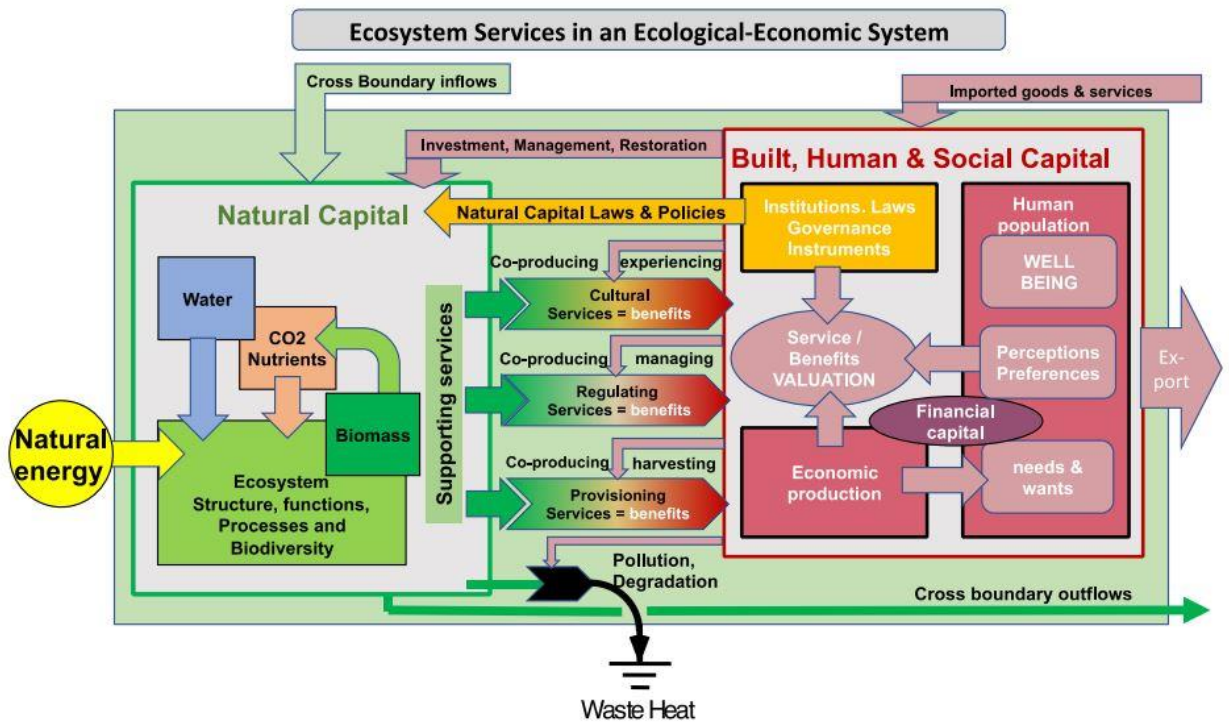 Ecosystem Services in an Ecological-Economic System
Cross Boundary inflows
Imported goods & services
Investment, Management, Restoration
Built, Human & Social Capital
Natural Capital
Natural Capital Laws & Policies
Institutions. Laws
Governance
Instruments
Human
population
WELL
BEING
Perceptions
Preferences
needs &
wants
Service /
Benefits
VALUATION
Financial
capital
Economic
production
Ex-
port
Water
CO2
Nutrients
Biomass
Natural
energy
Ecosystem
Structure, functions,
Processes and
Biodiversity
Supporting services
Co-producing experiencing
Cultural
Services = benefits
Co-producing managing
Regulating
Services = benefits
Co-producing harvesting
Provisioning
Services = benefits
Pollution,
Degradation
Cross boundary outflows
Waste Heat